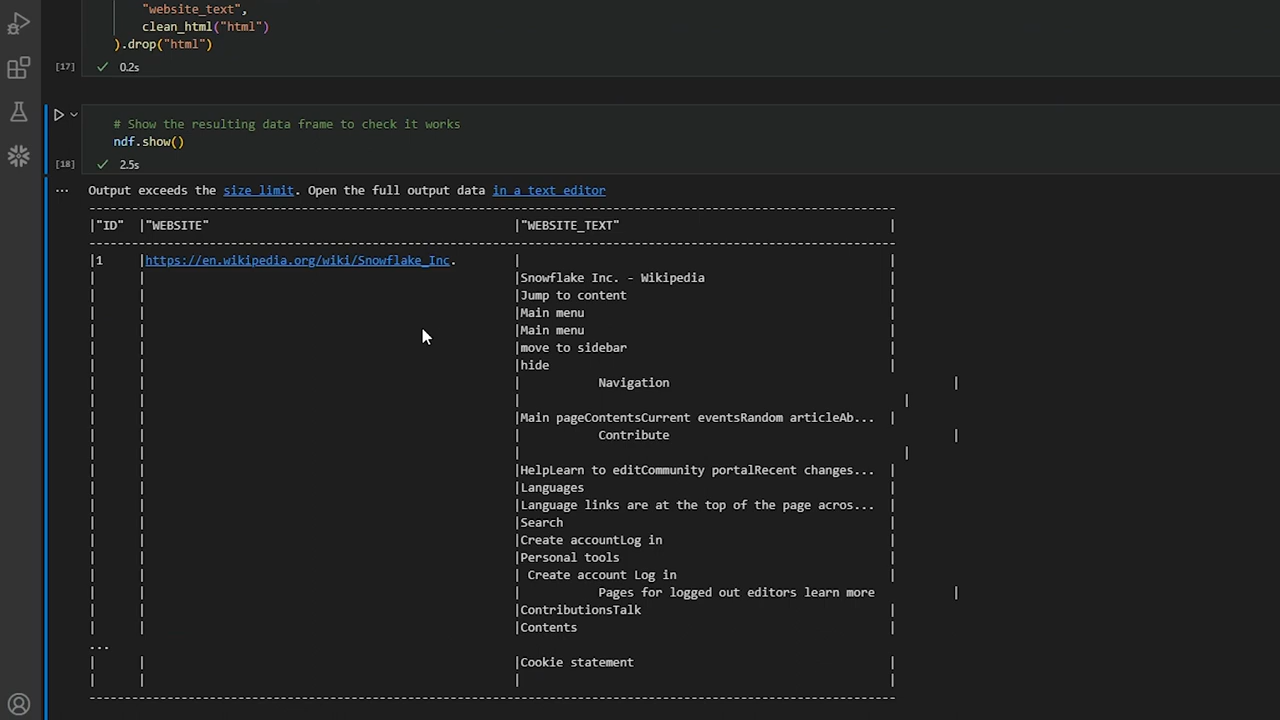 "website_text",
clean_html("html")
).drop("html")
[17] 0.2s
# Show the resulting data frame to check it works
ndf.show()
[18] 2.5s
... Output exceeds the size limit. Open the full output data in a text editor
|"ID" |"WEBSITE" |"WEBSITE_TEXT" |
|1 |https://en.wikipedia.org/wiki/Snowflake_Inc. | |
| | |Snowflake Inc. - Wikipedia |
| | |Jump to content |
| | |Main menu |
| | |Main menu |
| | |move to sidebar |
| | |hide |
| | | Navigation |
| | | |
| | |Main pageContentsCurrent eventsRandom articleAb... |
| | | Contribute |
| | | |
| | |HelpLearn to editCommunity portalRecent changes... |
| | |Languages |
| | |Language links are at the top of the page acros... |
| | |Search |
| | |Create accountLog in |
| | |Personal tools |
| | | Create account Log in |
| | | Pages for logged out editors learn more |
| | |ContributionsTalk |
| | |Contents |
...
| | |Cookie statement |
| | | |